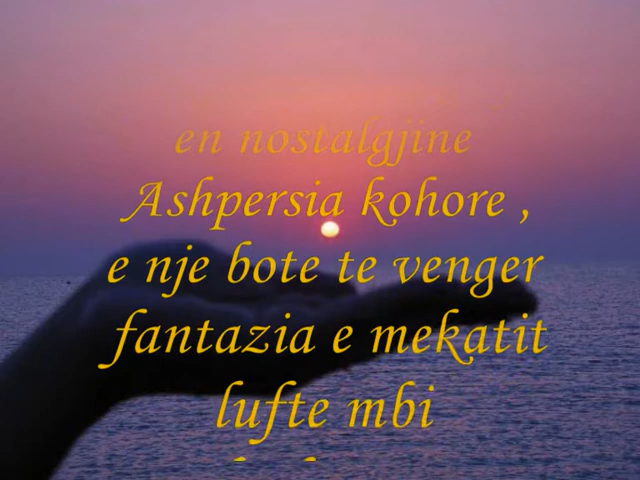 en nostalgjine
Ashpersia kohore ,
e nje bote te venger
fantazia e mekatit
lufte mbi